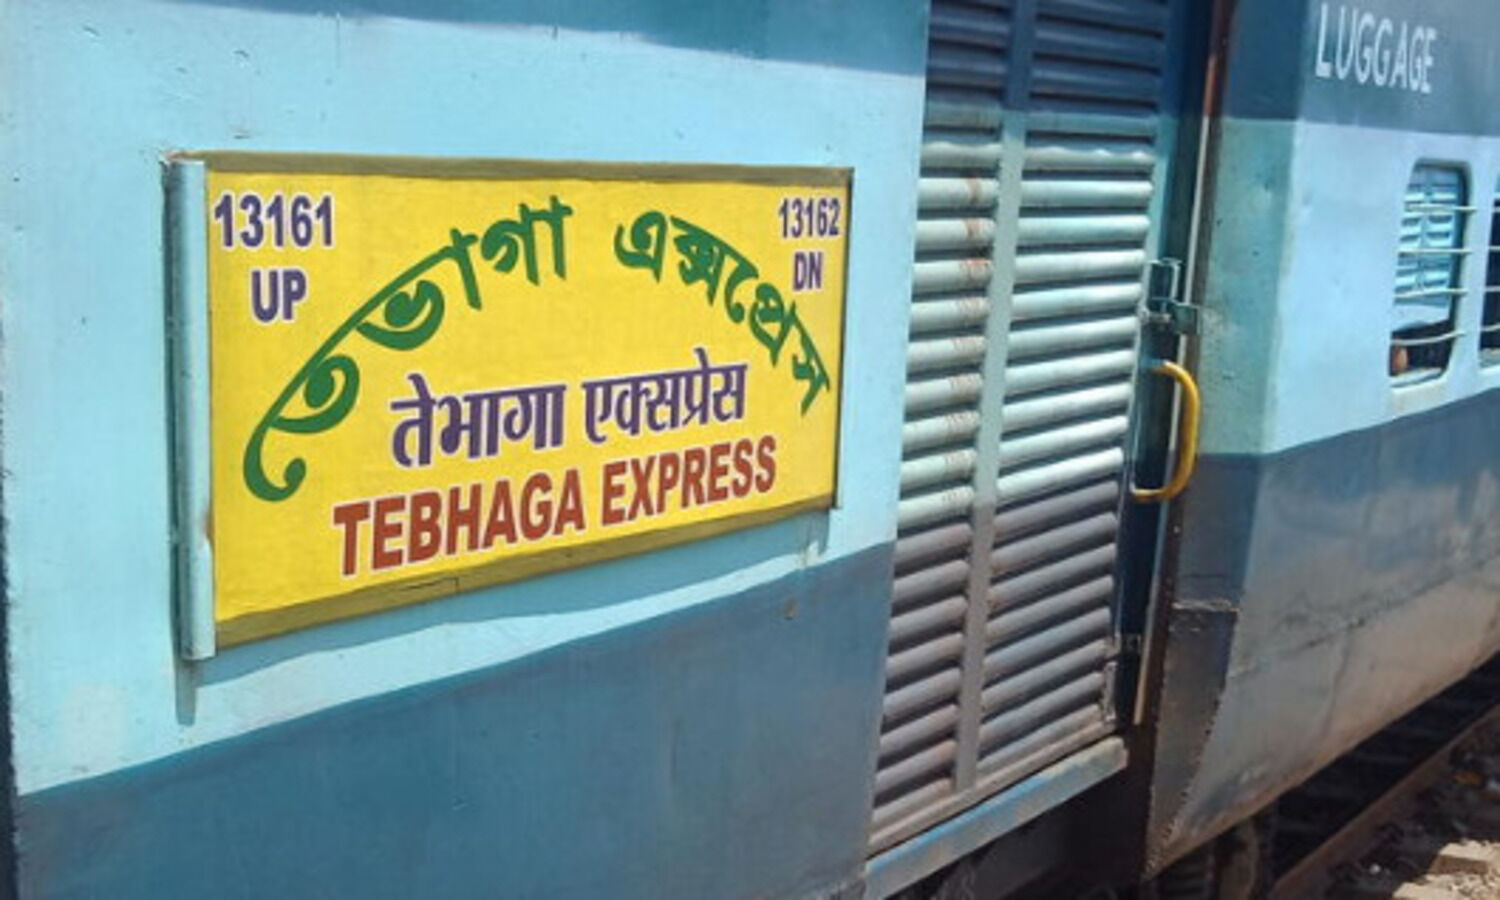 13161
UP
তেভাগা এক্সপ্রেস
13162
DN
तेभागा एक्सप्रेस
TEBHAGA EXPRESS
LUGGAGE